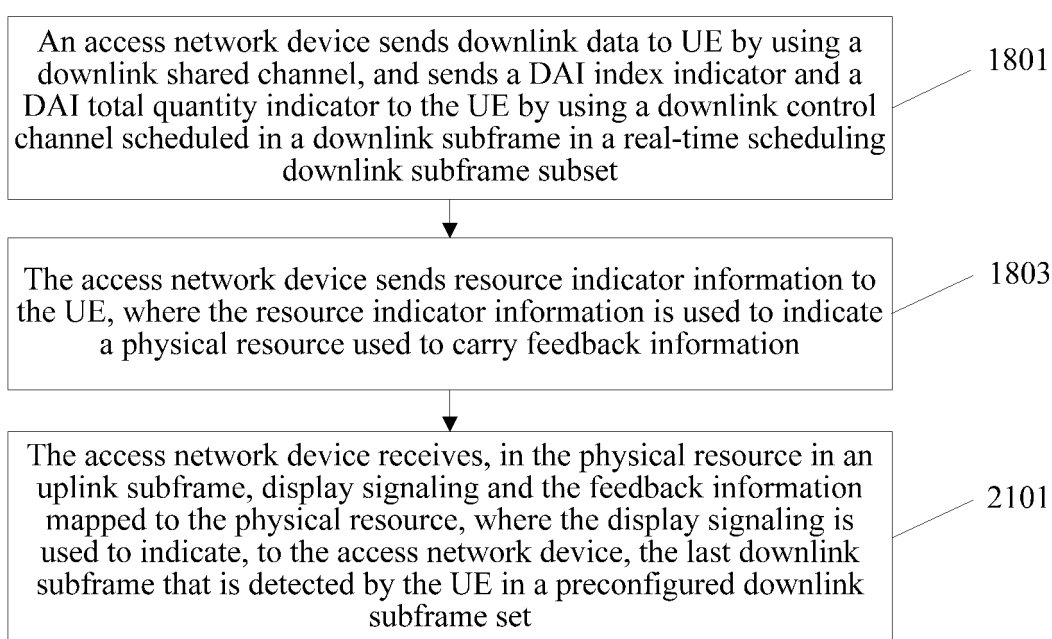 An access network device sends downlink data to UE by using a
downlink shared channel, and sends a DAI index indicator and a
DAI total quantity indicator to the UE by using a downlink control
channel scheduled in a downlink subframe in a real-time scheduling
downlink subframe subset
1801
The access network device sends resource indicator information to
the UE, where the resource indicator information is used to indicate
a physical resource used to carry feedback information
1803
The access network device receives, in the physical resource in an
uplink subframe, display signaling and the feedback information
mapped to the physical resource, where the display signaling is
used to indicate, to the access network device, the last downlink
subframe that is detected by the UE in a preconfigured downlink
subframe set
2101